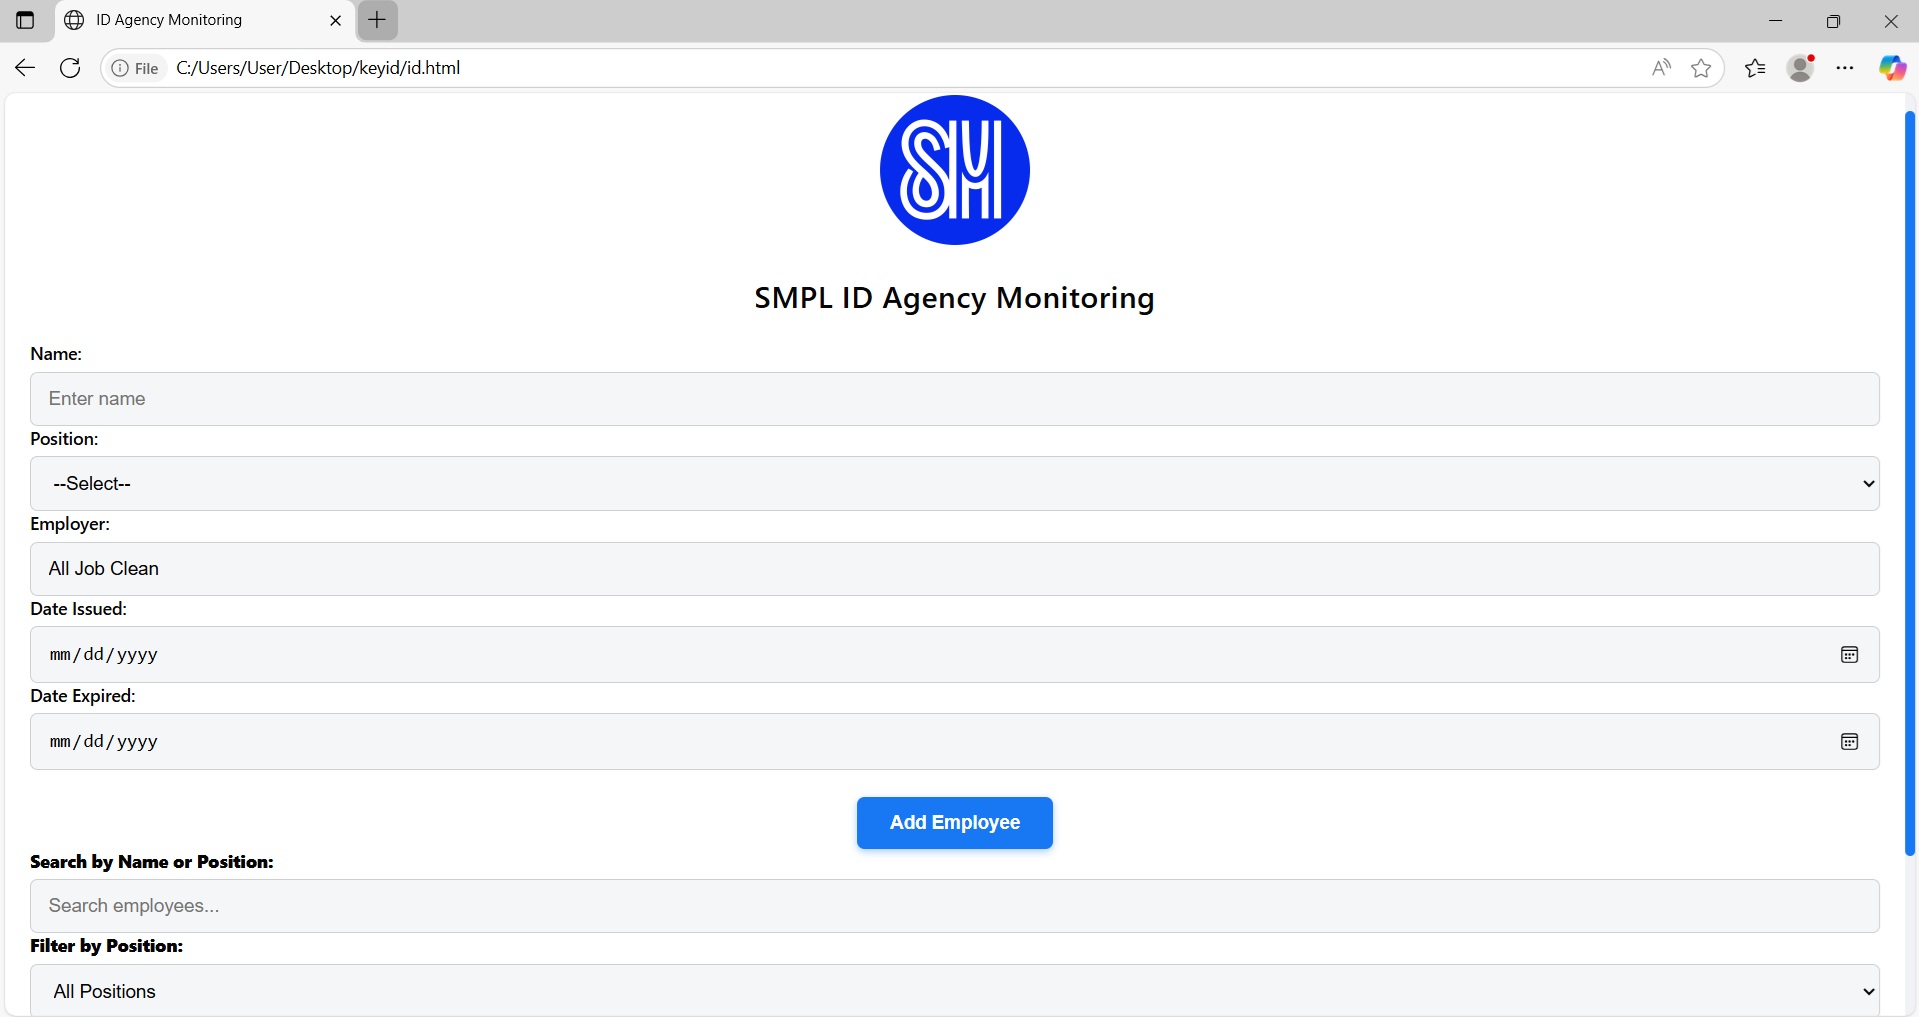 ID Agency Monitoring
File
C:/Users/User/Desktop/keyid/id.html
SM
SMPL ID Agency Monitoring
Name:
Enter name
Position:
--Select--
Employer:
All Job Clean
Date Issued:
mm/dd/yyyy
Date Expired:
mm/dd/yyyy
Add Employee
Search by Name or Position:
Search employees...
Filter by Position:
All Positions